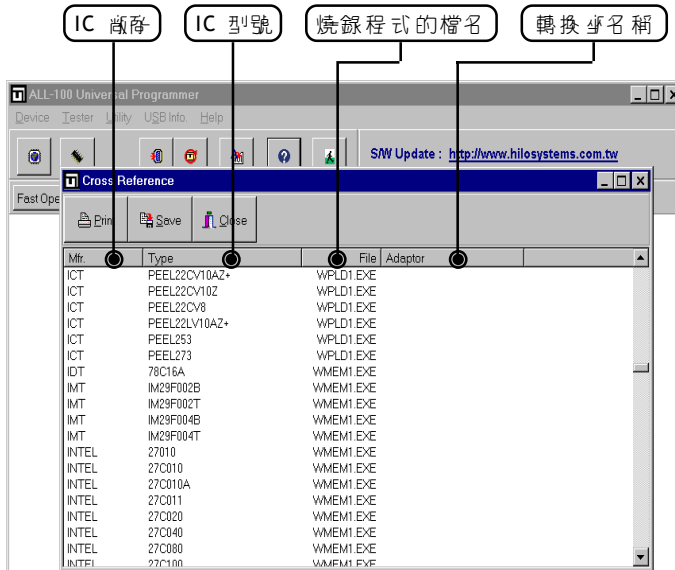 IC
IC 型號
燒錄程式的檔名
轉換座名稱
ALL-100 Universal Programmer
Device Tester Utility USB Info. Help
S/W Update : http://www.hilosystems.com.tw
Fast Ope
Cross Reference
Print Save Close
Mfr. Type File Adaptor
ICT PEEL22CV10AZ+ WPLD1.EXE
ICT PEEL22CV10Z WPLD1.EXE
ICT PEEL22CV8 WPLD1.EXE
ICT PEEL22LV10AZ+ WPLD1.EXE
ICT PEEL253 WPLD1.EXE
ICT PEEL273 WPLD1.EXE
IDT 78C16A WMEM1.EXE
IMT IM29F002B WMEM1.EXE
IMT IM29F002T WMEM1.EXE
IMT IM29F004B WMEM1.EXE
IMT IM29F004T WMEM1.EXE
INTEL 27010 WMEM1.EXE
INTEL 27C010 WMEM1.EXE
INTEL 27C010A WMEM1.EXE
INTEL 27C011 WMEM1.EXE
INTEL 27C020 WMEM1.EXE
INTEL 27C040 WMEM1.EXE
INTEL 27C080 WMEM1.EXE
INTEL 27C100 WMEM1.EXE